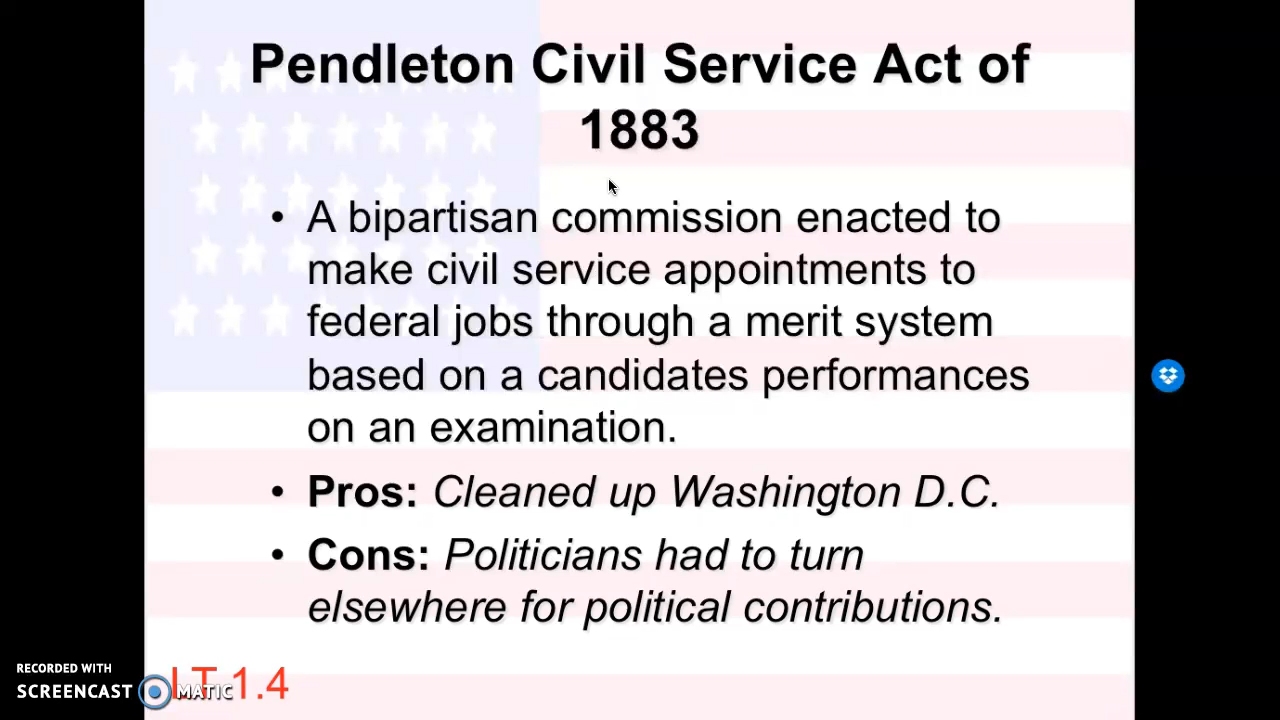 Pendleton Civil Service Act of
1883
• A bipartisan commission enacted to
make civil service appointments to
federal jobs through a merit system
based on a candidates performances
on an examination.
• Pros: Cleaned up Washington D.C.
• Cons: Politicians had to turn
elsewhere for political contributions.
LT 1.4
RECORDED WITH
SCREENCAST MATIC